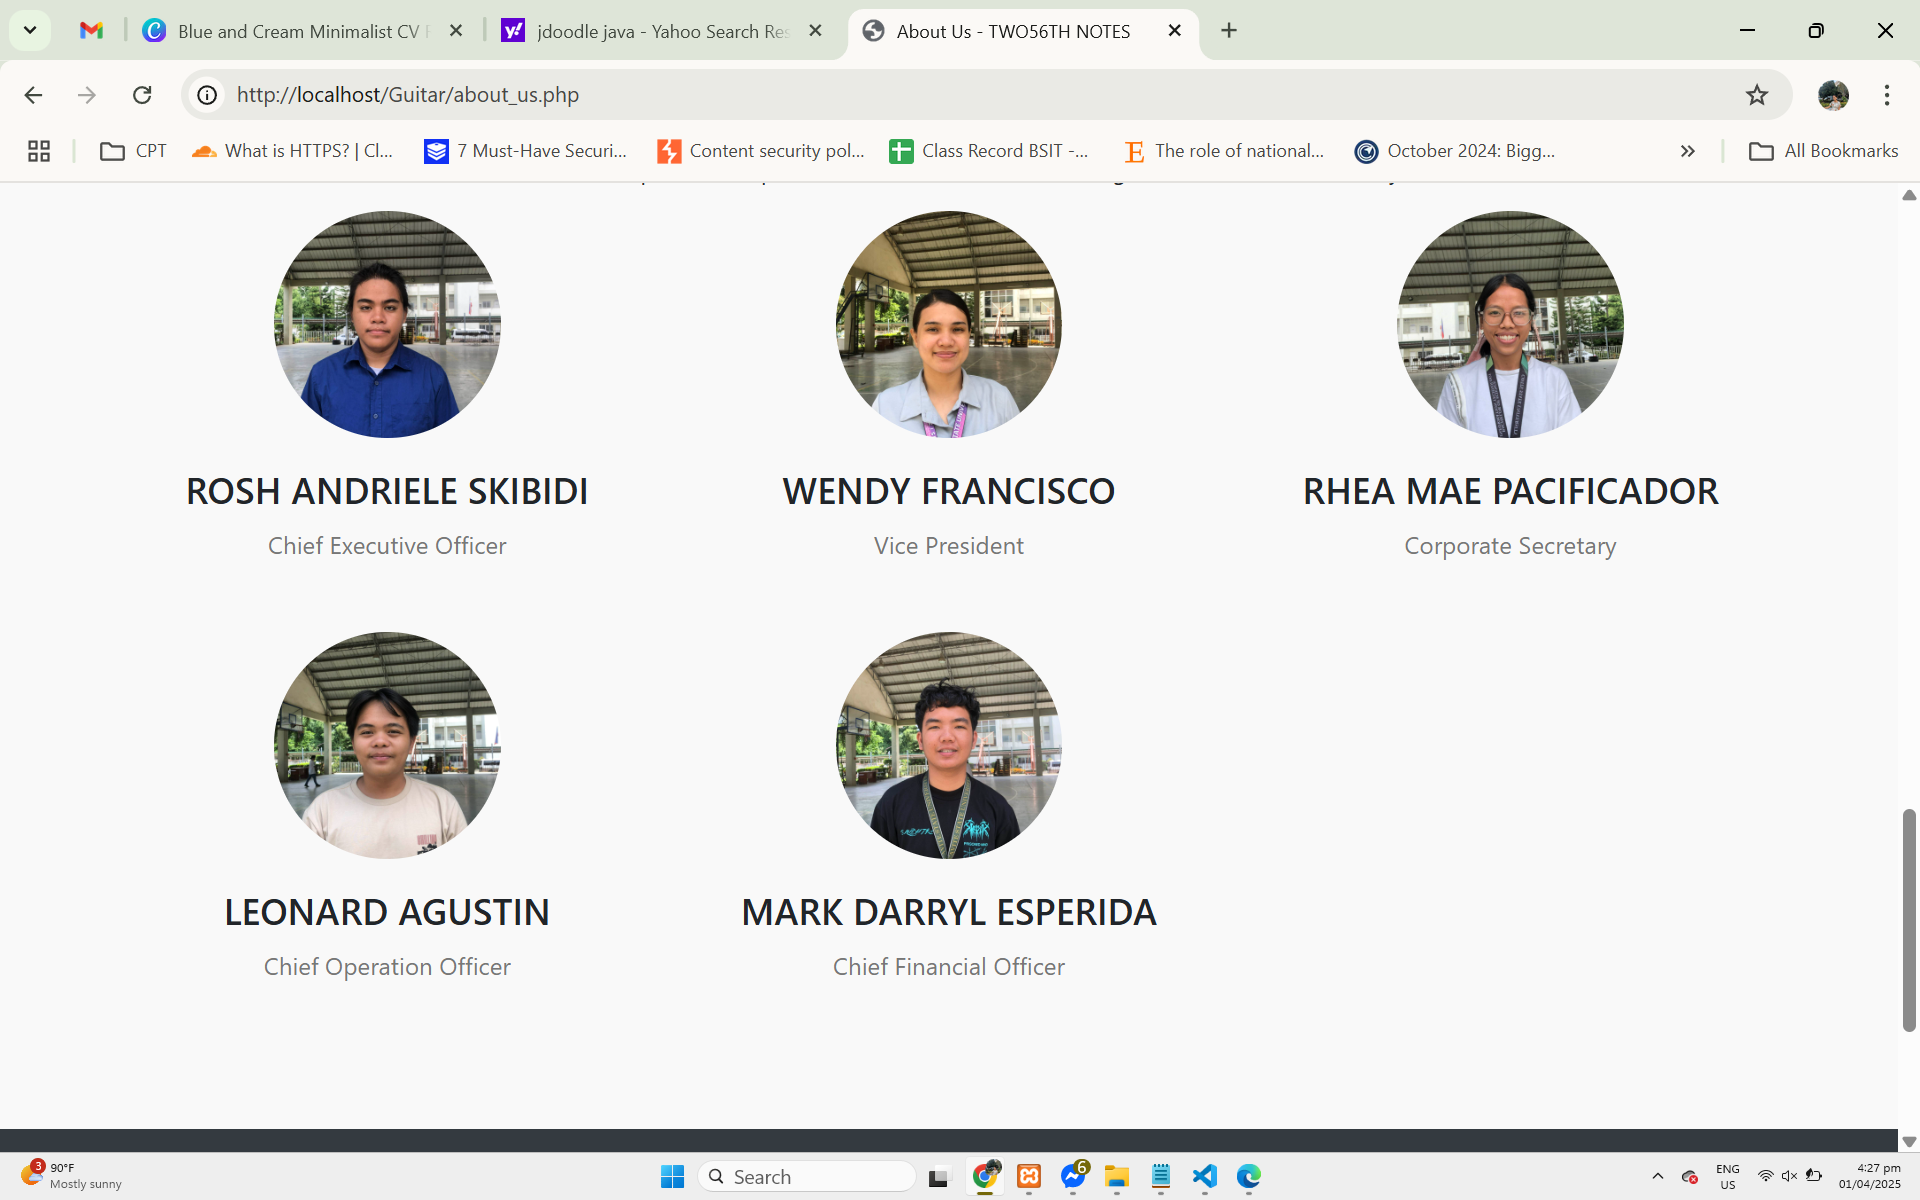 Blue and Cream Minimalist CV
jdoodle java - Yahoo Search Res
About Us - TWO56TH NOTES
http://localhost/Guitar/about_us.php
CPT
What is HTTPS? | Cl...
7 Must-Have Securi...
Content security pol...
Class Record BSIT -...
The role of national...
October 2024: Bigg...
All Bookmarks
ROSH ANDRIELE SKIBIDI
Chief Executive Officer
WENDY FRANCISCO
Vice President
RHEA MAE PACIFICADOR
Corporate Secretary
LEONARD AGUSTIN
Chief Operation Officer
MARK DARRYL ESPERIDA
Chief Financial Officer
3
90°F
Mostly sunny
Search
6
ENG
US
4:27 pm
01/04/2025